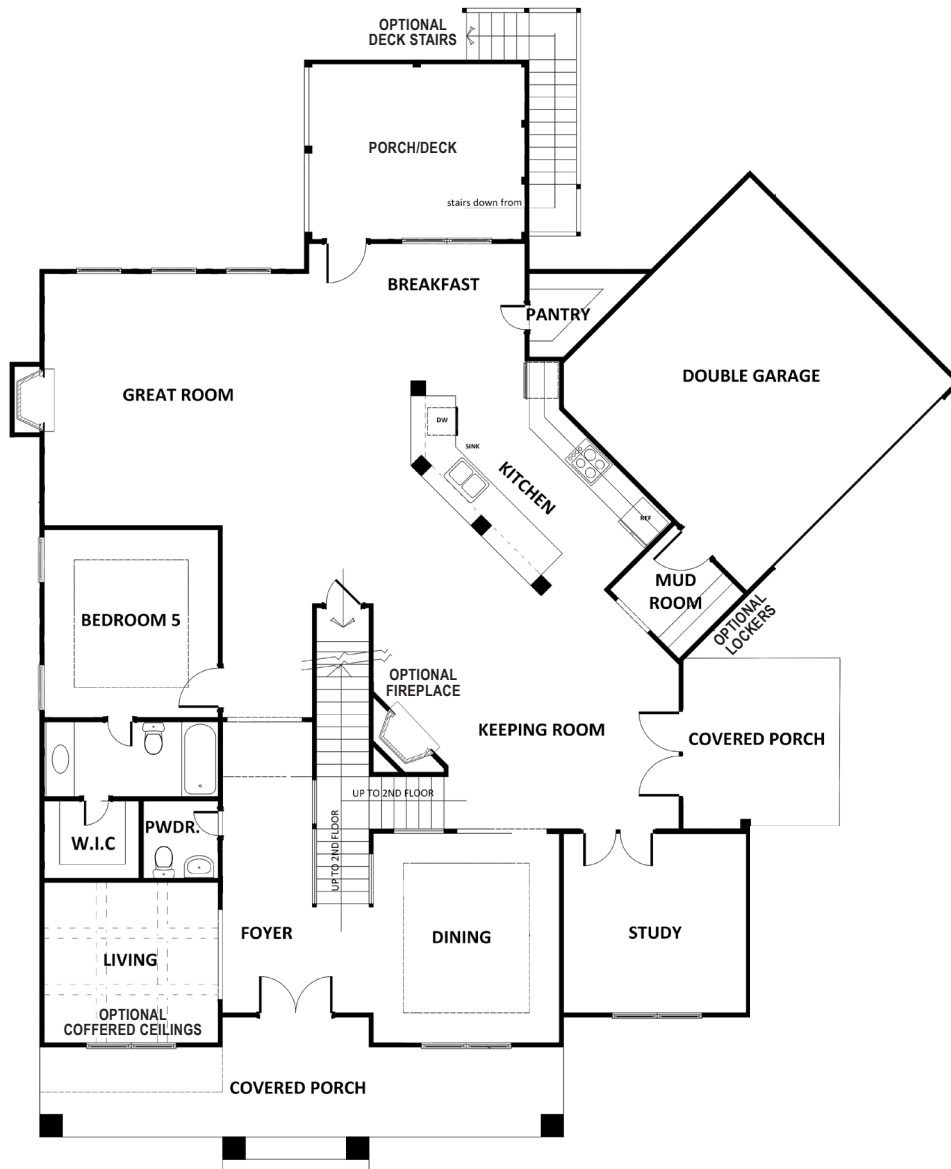 OPTIONAL
DECK STAIRS
PORCH/DECK
stairs down from
BREAKFAST
PANTRY
DOUBLE GARAGE
GREAT ROOM
DW
SINK
KITCHEN
REF
MUD
ROOM
OPTIONAL
LOCKERS
BEDROOM 5
OPTIONAL
FIREPLACE
KEEPING ROOM
COVERED PORCH
UP TO 2ND FLOOR
UP TO 2ND FLOOR
W.I.C
PWDR.
FOYER
DINING
STUDY
LIVING
OPTIONAL
COFFERED CEILINGS
COVERED PORCH